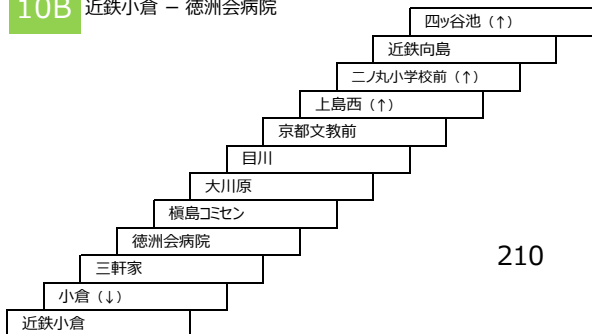 10B 近鉄小倉 − 徳洲会病院
四ッ谷池（↑）
近鉄向島
二ノ丸小学校前（↑）
上島西（↑）
京都文教前
目川
大川原
槇島コミセン
徳洲会病院
210
三軒家
小倉（↓）
近鉄小倉